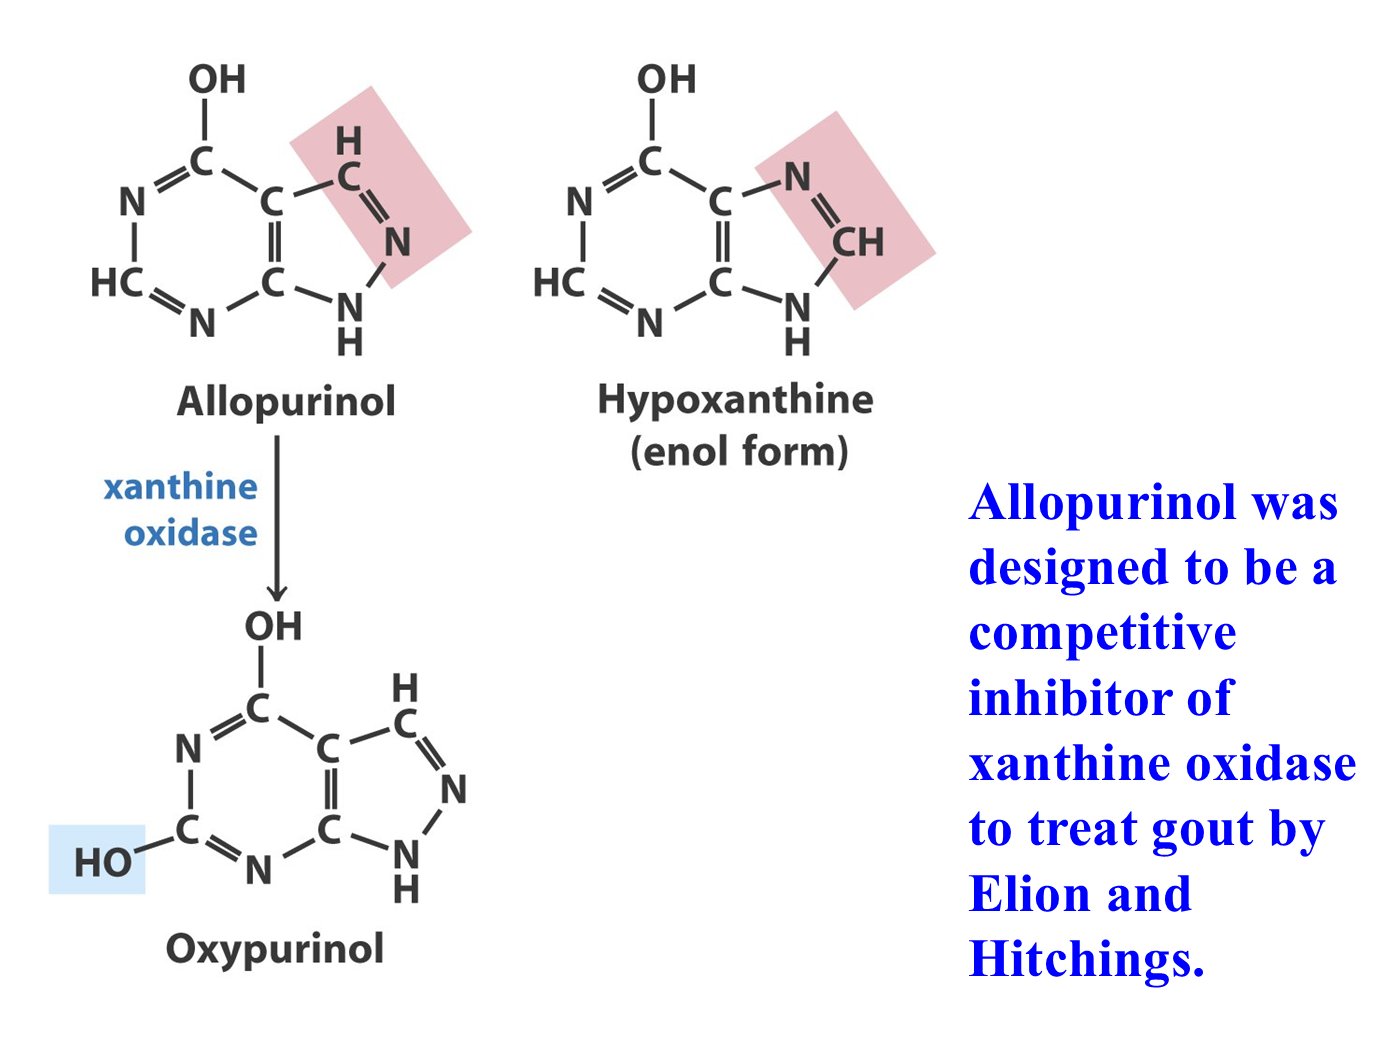 OH
H
C
C
N
C
N
HC
C
N
N
H
Allopurinol
OH
C
N
N
C
CH
HC
C
N
N
H
Hypoxanthine
(enol form)
xanthine
oxidase
OH
H
C
C
N
C
N
C
C
HO
N
N
H
Oxypurinol
Allopurinol was
designed to be a
competitive
inhibitor of
xanthine oxidase
to treat gout by
Elion and
Hitchings.